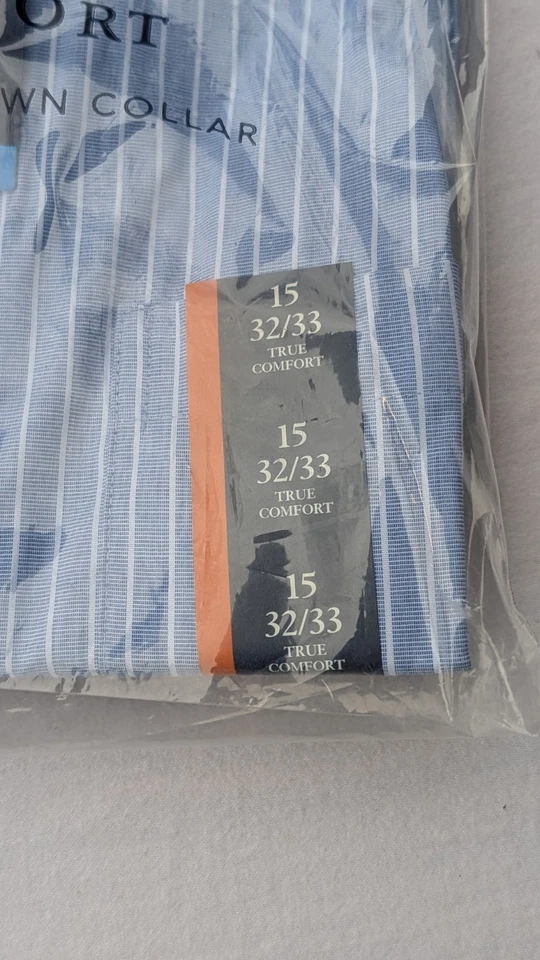 ORT
WN COLLAR
15
32/33
TRUE
COMFORT
15
32/33
TRUE
COMFORT
15
32/33
TRUE
COMFORT